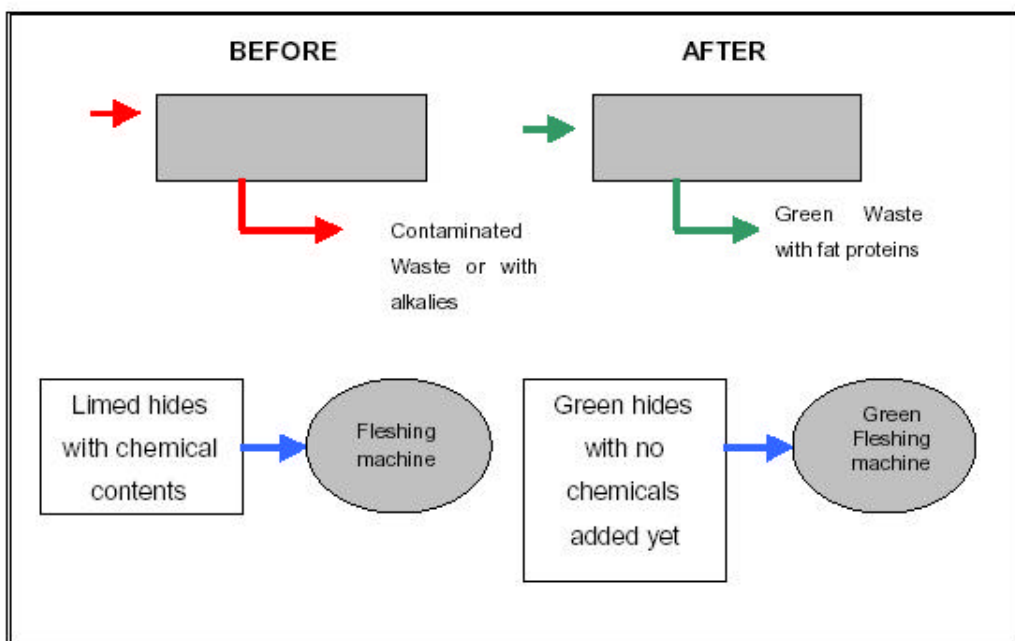 BEFORE
AFTER
Contaminated
Waste or with
alkalies
Green Waste
with fat proteins
Limed hides
with chemical
contents
Fleshing
machine
Green hides
with no
chemicals
added yet
Green
Fleshing
machine